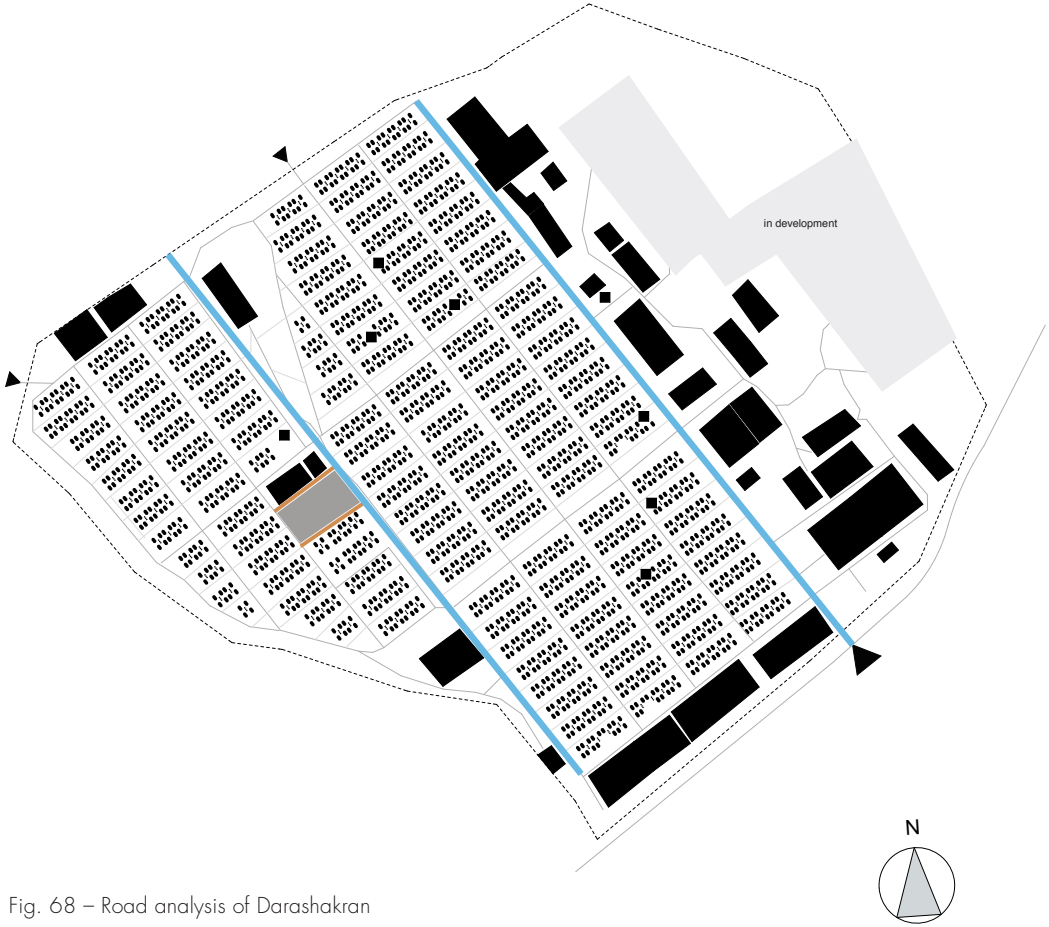 in development
N
Fig. 68 – Road analysis of Darashakran